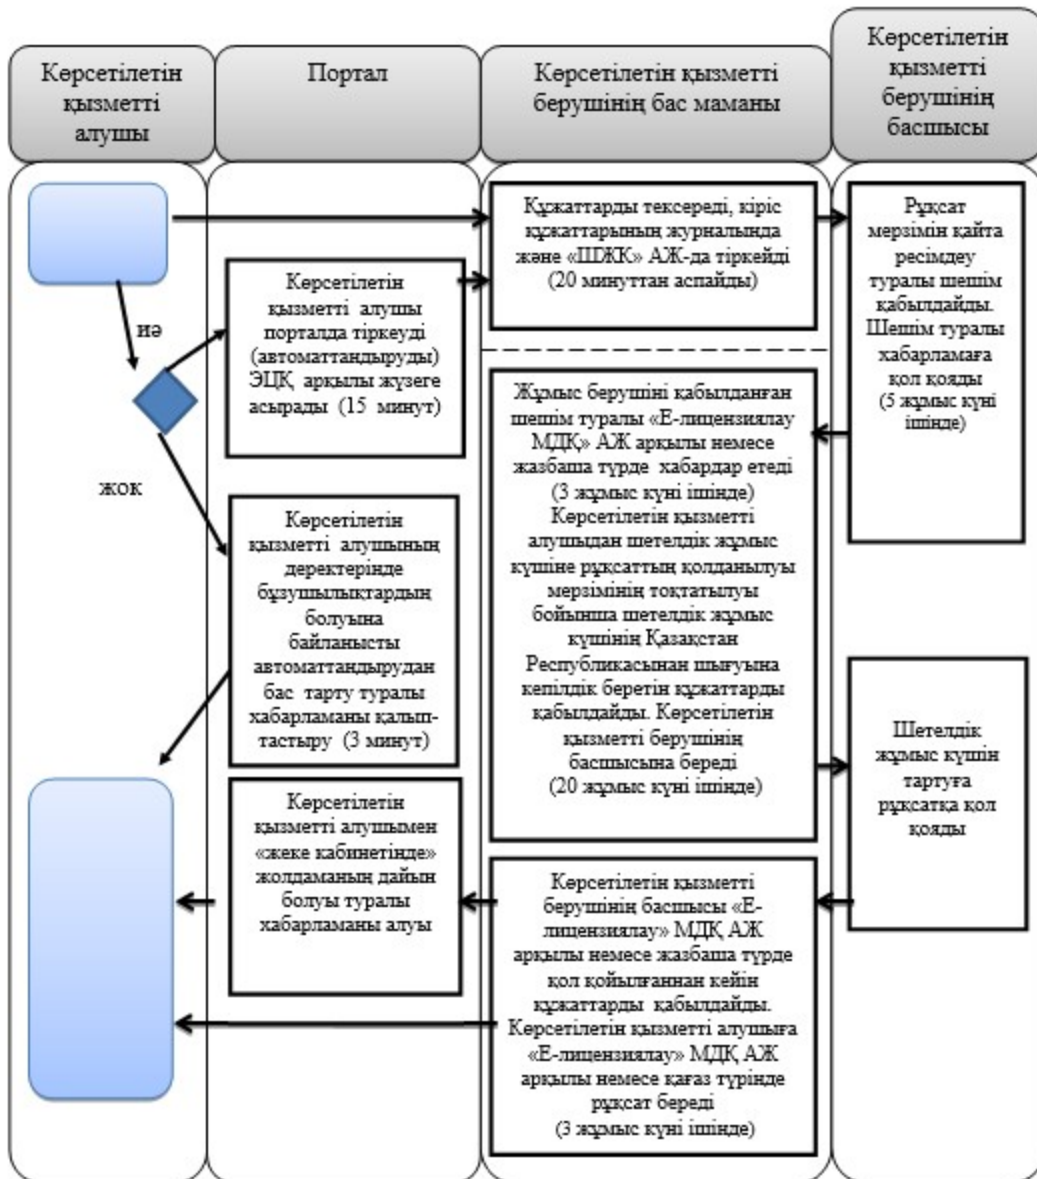 Көрсетілетін
қызметті
алушы
Портал
Көрсетілетін қызметті
берушінің бас маманы
Көрсетілетін
қызметті
берушінің
басшысы
иә
жок
Көрсетілетін
қызметті алушы
порталда тіркеуді
(автоматтандыруды)
ЭЦҚ арқылы жүзеге
асырады (15 минут)
Көрсетілетін
қызметті алушының
деректерінде
бұзушылықтардың
болуына
байланысты
автоматтандырудан
бас тарту туралы
хабарламаны қалып-
тастыру (3 минут)
Көрсетілетін
қызметті алушымен
«жеке кабинетінде»
жолдаманың дайын
болуы туралы
хабарламаны алуы
Құжаттарды тексереді, кіріс
құжаттарының журналында
және «ШЖК» АЖ-да тіркейді
(20 минуттан аспайды)
Жұмыс берушіні қабылданған
шешім туралы «Е-лицензиялау
МДҚ» АЖ арқылы немесе
жазбаша түрде хабардар етеді
(3 жұмыс күні ішінде)
Көрсетілетін қызметті
алушыдан шетелдік жұмыс
күшіне рұқсаттың қолданылуы
мерзімінің тоқтатылуы
бойынша шетелдік жұмыс
күшінің Қазақстан
Республикасынан шығуына
кепілдік беретін құжаттарды
қабылдайды. Көрсетілетін
қызметті берушінің
басшысына береді
(20 жұмыс күні ішінде)
Көрсетілетін қызметті
берушінің басшысы «Е-
лицензиялау» МДҚ АЖ
арқылы немесе жазбаша түрде
қол қойылғаннан кейін
құжаттарды қабылдайды.
Көрсетілетін қызметті алушыға
«Е-лицензиялау» МДҚ АЖ
арқылы немесе қағаз түрінде
рұқсат береді
(3 жұмыс күні ішінде)
Рұқсат
мерзімін қайта
ресімдеу
туралы шешім
қабылдайды.
Шешім туралы
хабарламаға
қол қояды
(5 жұмыс күні
ішінде)
Шетелдік
жұмыс күшін
тартуға
рұқсатқа қол
қояды